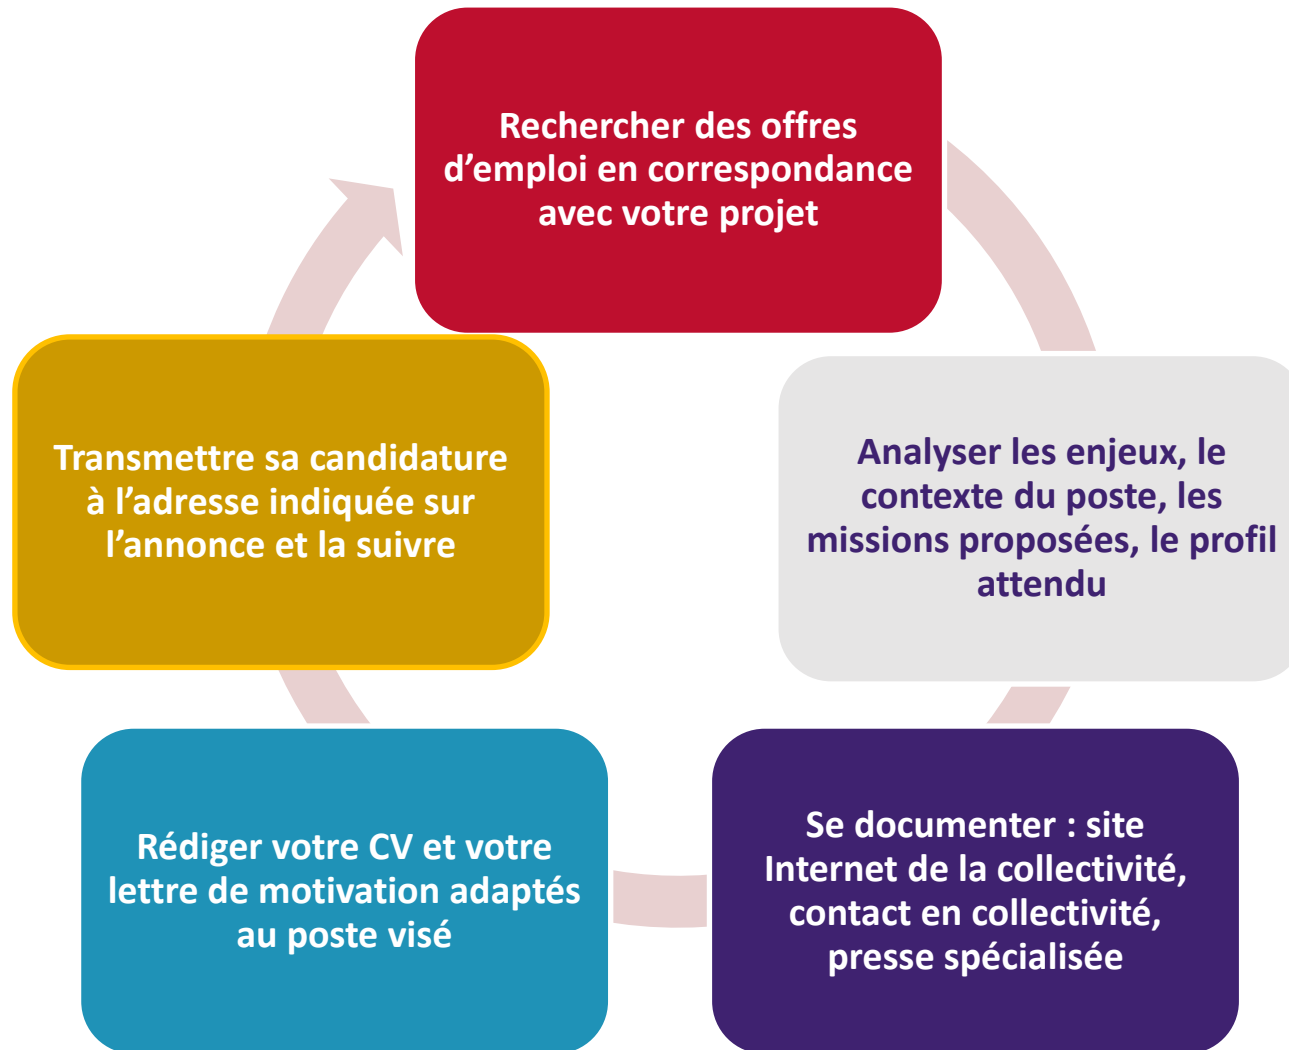 Rechercher des offres
d’emploi en correspondance
avec votre projet
Analyser les enjeux, le
contexte du poste, les
missions proposées, le profil
attendu
Se documenter : site
Internet de la collectivité,
contact en collectivité,
presse spécialisée
Rédiger votre CV et votre
lettre de motivation adaptés
au poste visé
Transmettre sa candidature
à l’adresse indiquée sur
l’annonce et la suivre